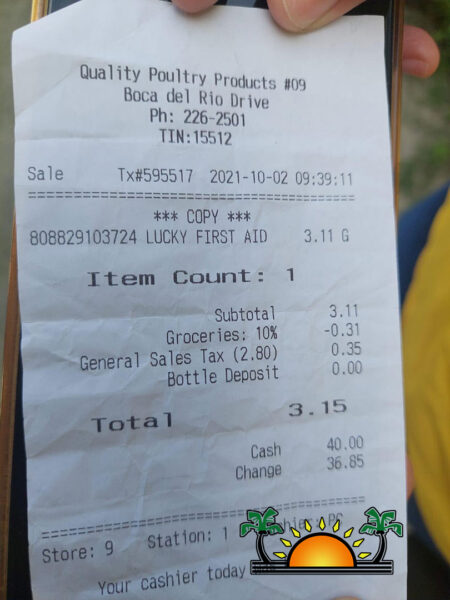 Quality Poultry Products #09
Boca del Rio Drive
Ph: 226-2501
TIN:15512
Sale Tx#595517 2021-10-02 09:39:11
*** COPY ***
808829103724 LUCKY FIRST AID 3.11 G
Item Count: 1
Subtotal 3.11
Groceries: 10% -0.31
General Sales Tax (2.80) 0.35
Bottle Deposit 0.00
Total 3.15
Cash 40.00
Change 36.85
Store: 9 Station: 1
Your cashier today